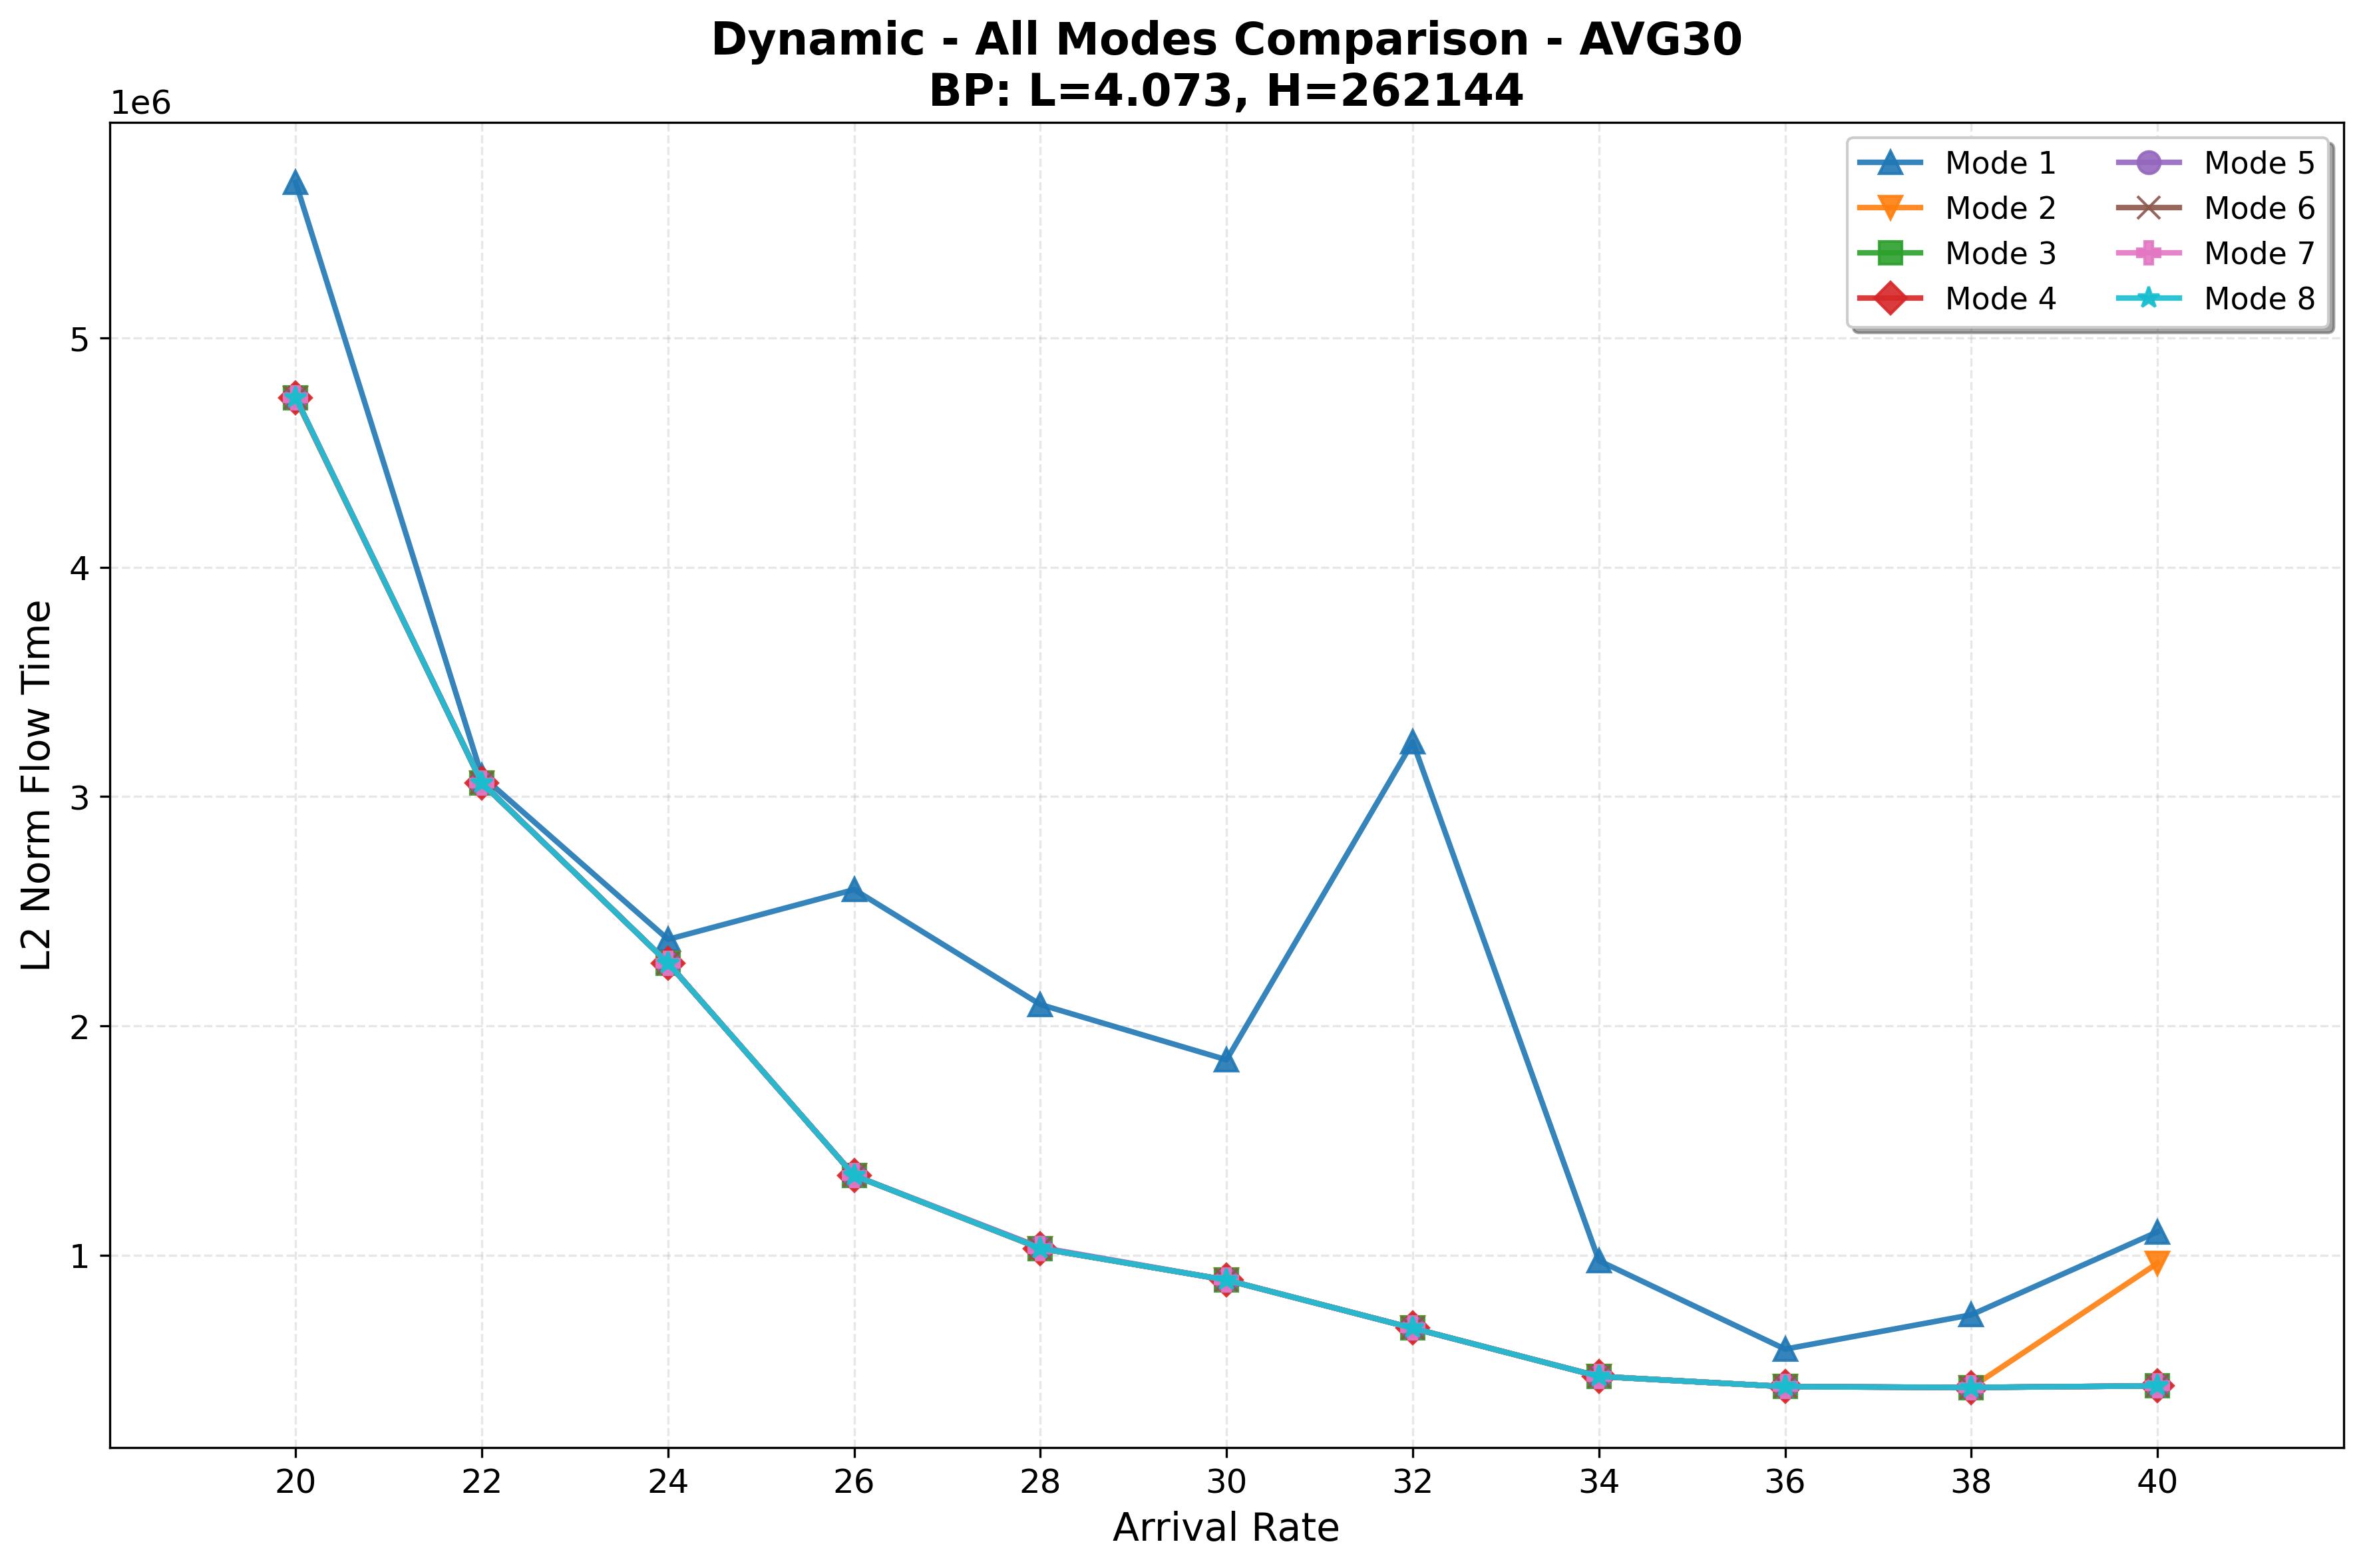 Dynamic - All Modes Comparison - AVG30
BP: L=4.073, H=262144
1e6
Mode 1
Mode 2
Mode 3
Mode 4
Mode 5
Mode 6
Mode 7
Mode 8
L2 Norm Flow Time
5
4
3
2
1
20 22 24 26 28 30 32 34 36 38 40
Arrival Rate